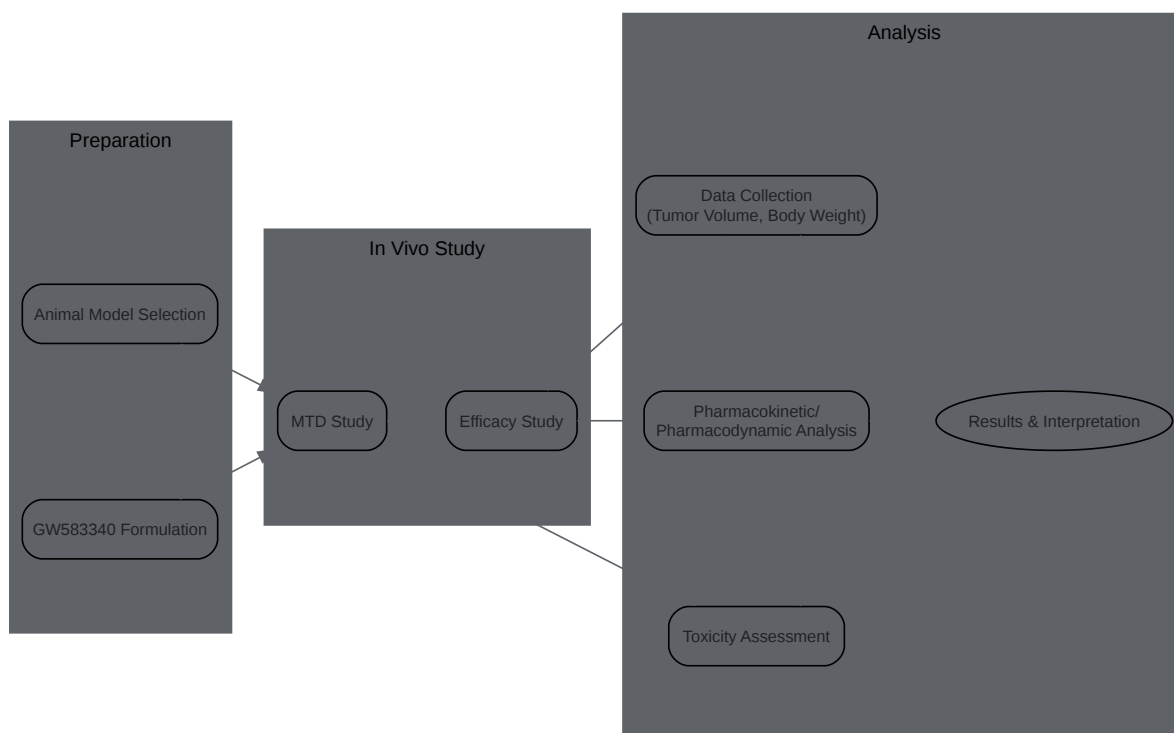 Preparation
Animal Model Selection
GW583340 Formulation
In Vivo Study
MTD Study
Efficacy Study
Analysis
Data Collection
(Tumor Volume, Body Weight)
Pharmacokinetic/
Pharmacodynamic Analysis
Toxicity Assessment
Results & Interpretation